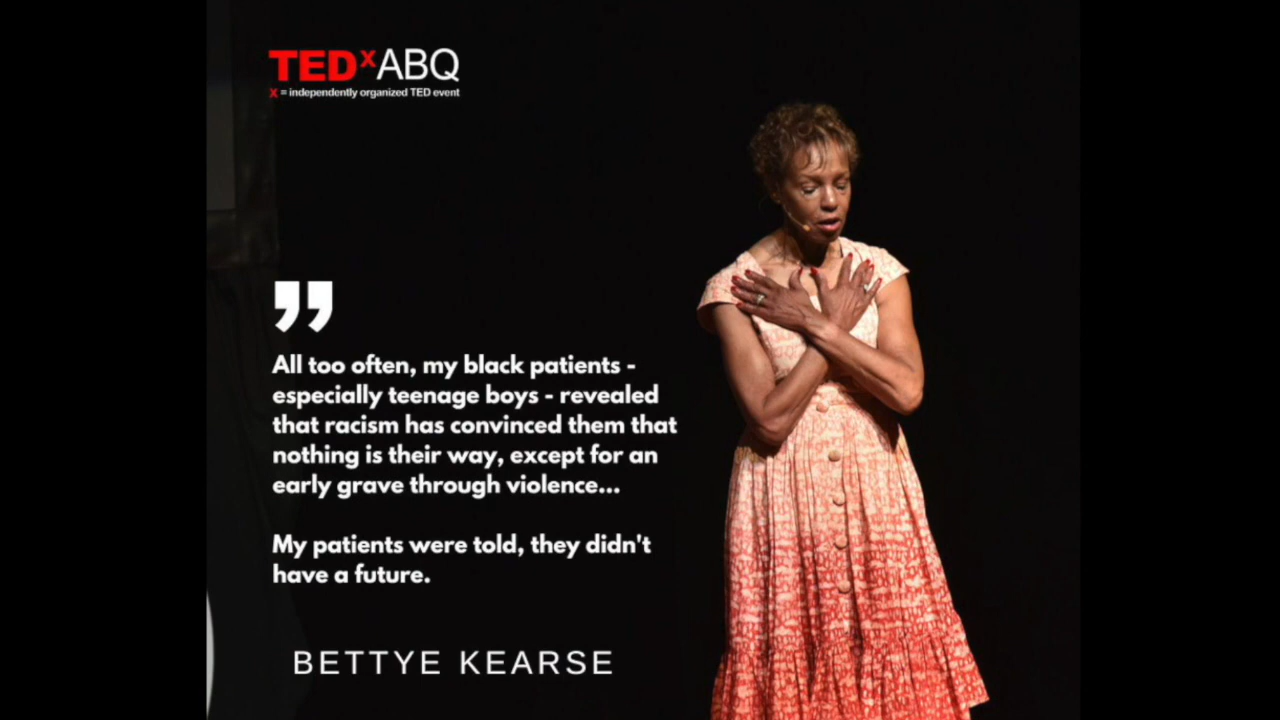 TEDxABQ
x = independently organized TED event
"
All too often, my black patients -
especially teenage boys - revealed
that racism has convinced them that
nothing is their way, except for an
early grave through violence...
My patients were told, they didn't
have a future.
BETTYE KEARSE